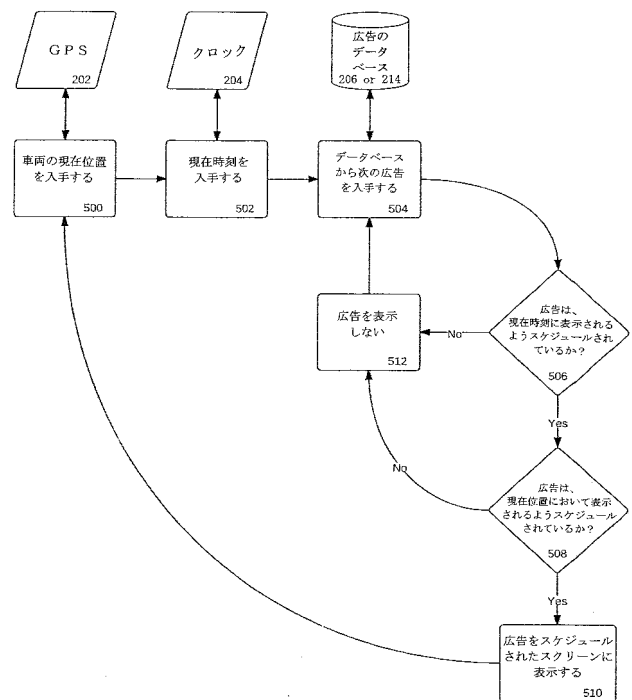 GPS
202
クロック
204
広告の
データ
ベース
206 or 214
車両の現在位置
を入手する
500
現在時刻を
入手する
502
データベース
から次の広告
を入手する
504
広告を表示
しない
512
No
広告は、
現在時刻に表示される
ようスケジュールされ
ているか?
506
Yes
No
広告は、
現在位置において表示
されるようスケジュール
されているか?
508
Yes
広告をスケジュール
されたスクリーンに
表示する
510